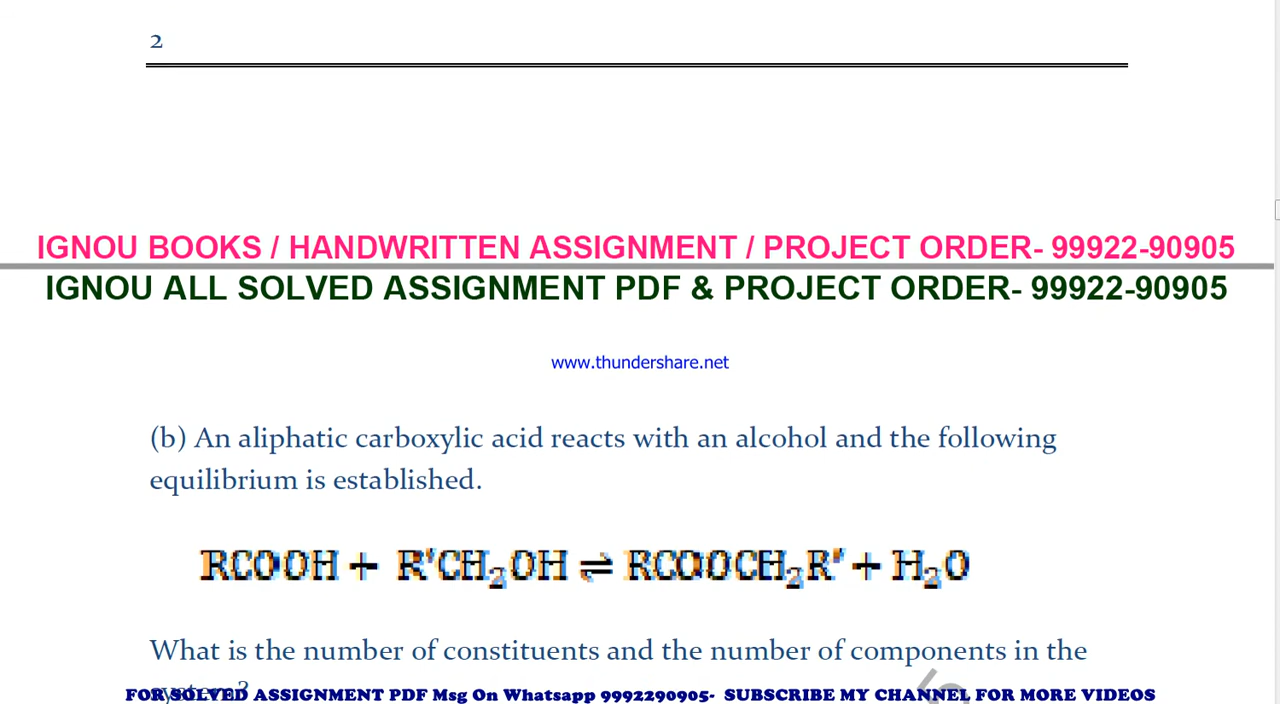 2
IGNOU BOOKS / HANDWRITTEN ASSIGNMENT / PROJECT ORDER- 99922-90905
IGNOU ALL SOLVED ASSIGNMENT PDF & PROJECT ORDER- 99922-90905
www.thundershare.net
(b) An aliphatic carboxylic acid reacts with an alcohol and the following
equilibrium is established.
RCOOH + R'CH₂OH ⇌ RCOOCH₂R' + H₂O
What is the number of constituents and the number of components in the
system?
FOR SOLVED ASSIGNMENT PDF Msg On Whatsapp 9992290905- SUBSCRIBE MY CHANNEL FOR MORE VIDEOS